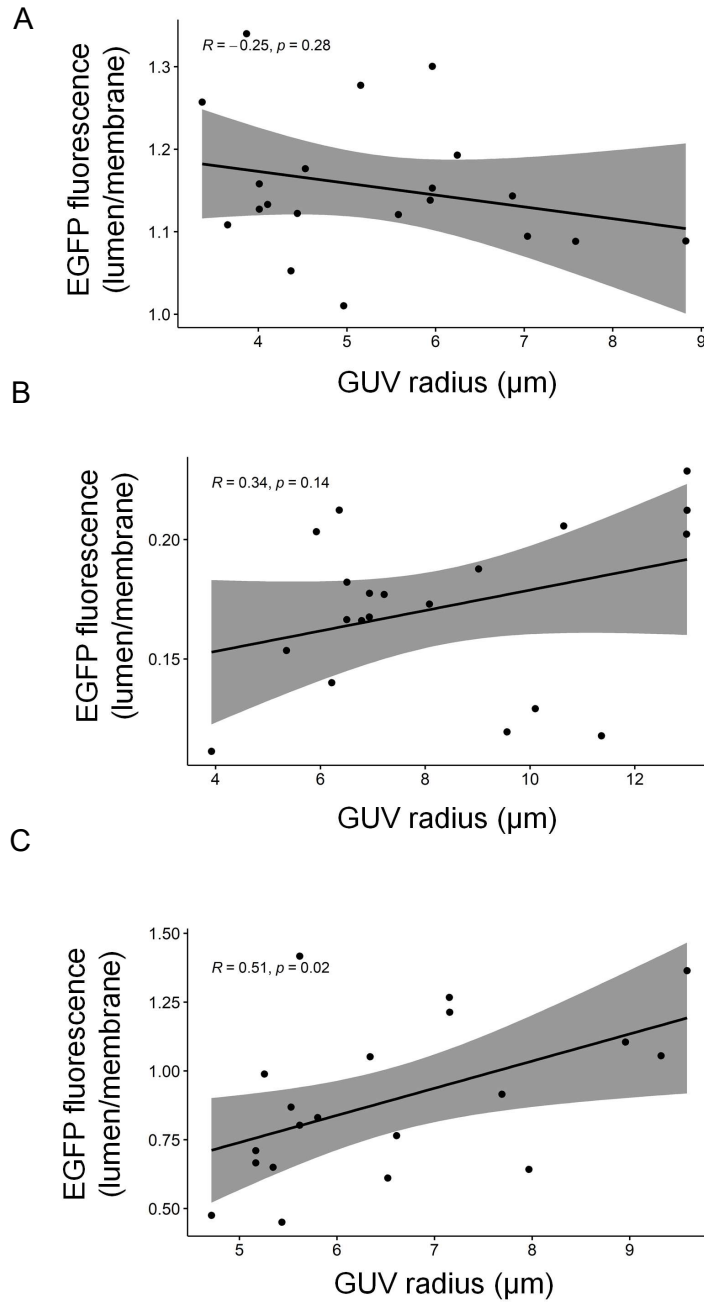 A
R = −0.25, p = 0.28
EGFP fluorescence
(lumen/membrane)
1.3
1.2
1.1
1.0
4 5 6 7 8 9
GUV radius (µm)
B
R = 0.34, p = 0.14
EGFP fluorescence
(lumen/membrane)
0.20
0.15
4 6 8 10 12
GUV radius (µm)
C
R = 0.51, p = 0.02
EGFP fluorescence
(lumen/membrane)
1.50
1.25
1.00
0.75
0.50
5 6 7 8 9
GUV radius (µm)